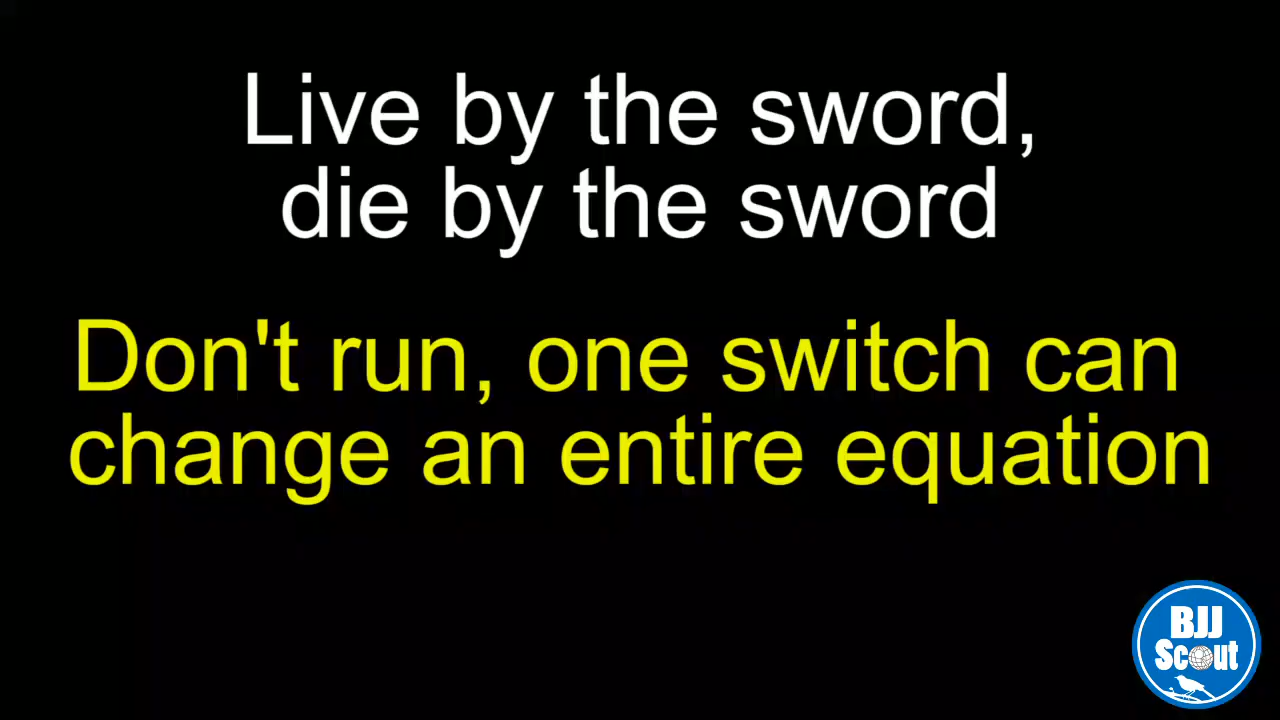 Live by the sword,
die by the sword
Don't run, one switch can
change an entire equation
BJJ
Scout